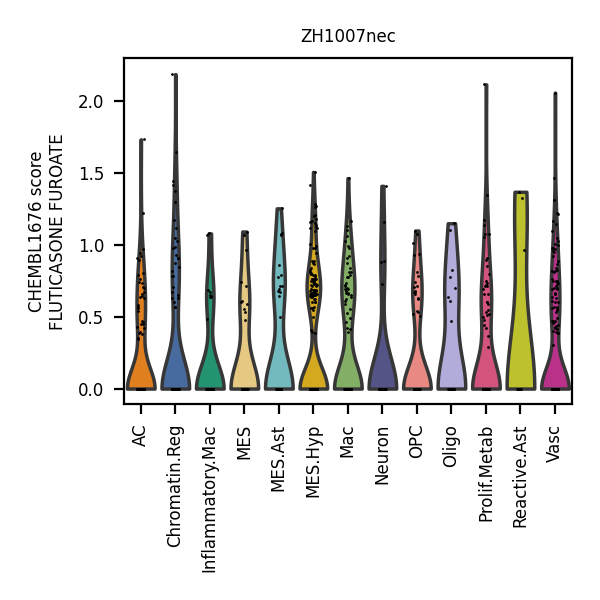 ZH1007nec
CHEMBL1676 score
FLUTICASONE FUROATE
2.0
1.5
1.0
0.5
0.0
AC
Chromatin.Reg
Inflammatory.Mac
MES
MES.Ast
MES.Hyp
Mac
Neuron
OPC
Oligo
Prolif.Metab
Reactive.Ast
Vasc